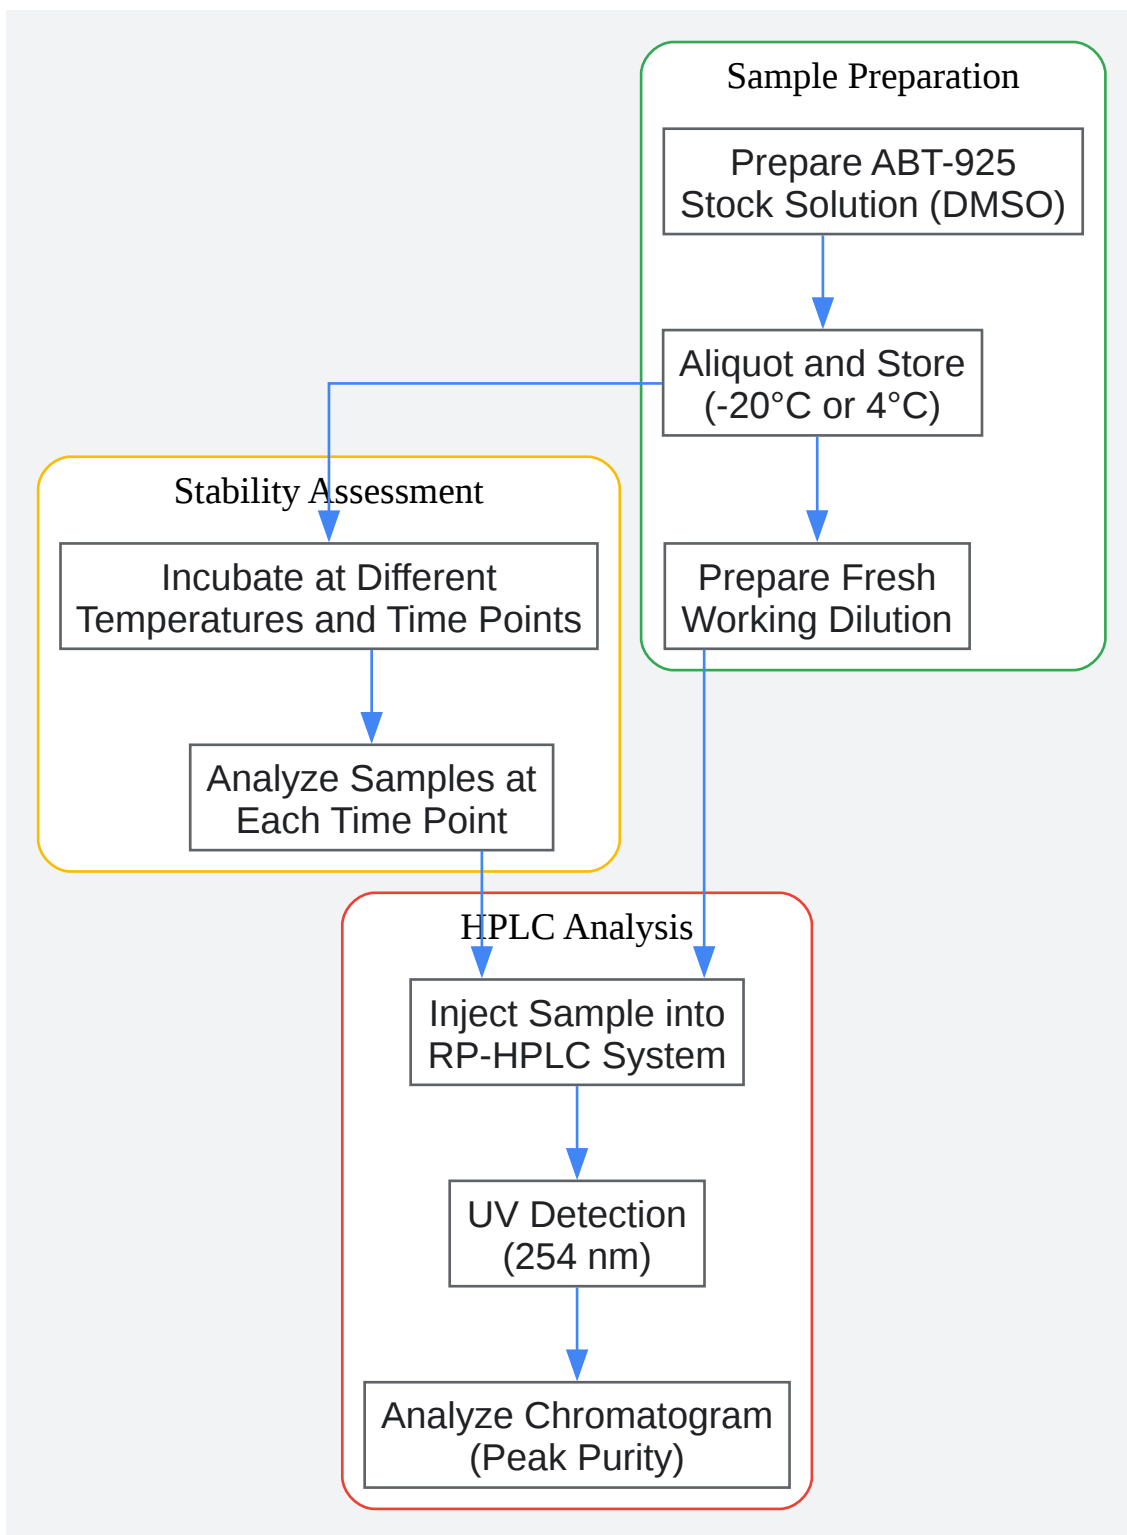 Sample Preparation
Prepare ABT-925
Stock Solution (DMSO)
Aliquot and Store
(-20°C or 4°C)
Prepare Fresh
Working Dilution
Stability Assessment
Incubate at Different
Temperatures and Time Points
Analyze Samples at
Each Time Point
HPLC Analysis
Inject Sample into
RP-HPLC System
UV Detection
(254 nm)
Analyze Chromatogram
(Peak Purity)